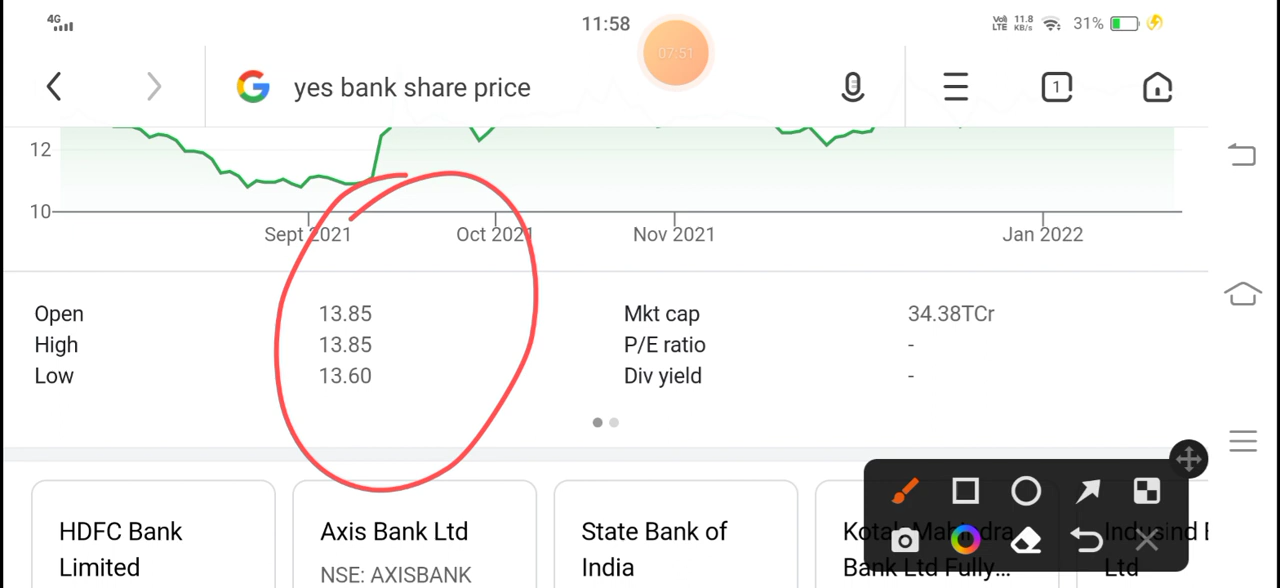 4G
11:58
07:51
Vo) LTE
11.8 KB/s
31%
yes bank share price
1
12
10
Sept 2021 Oct 2021 Nov 2021 Jan 2022
Open 13.85 Mkt cap 34.38TCr
High 13.85 P/E ratio -
Low 13.60 Div yield -
HDFC Bank
Limited
Axis Bank Ltd
NSE: AXISBANK
State Bank of
India
Kotak Mahindra
Bank Ltd Fully...
Indusind B
Ltd